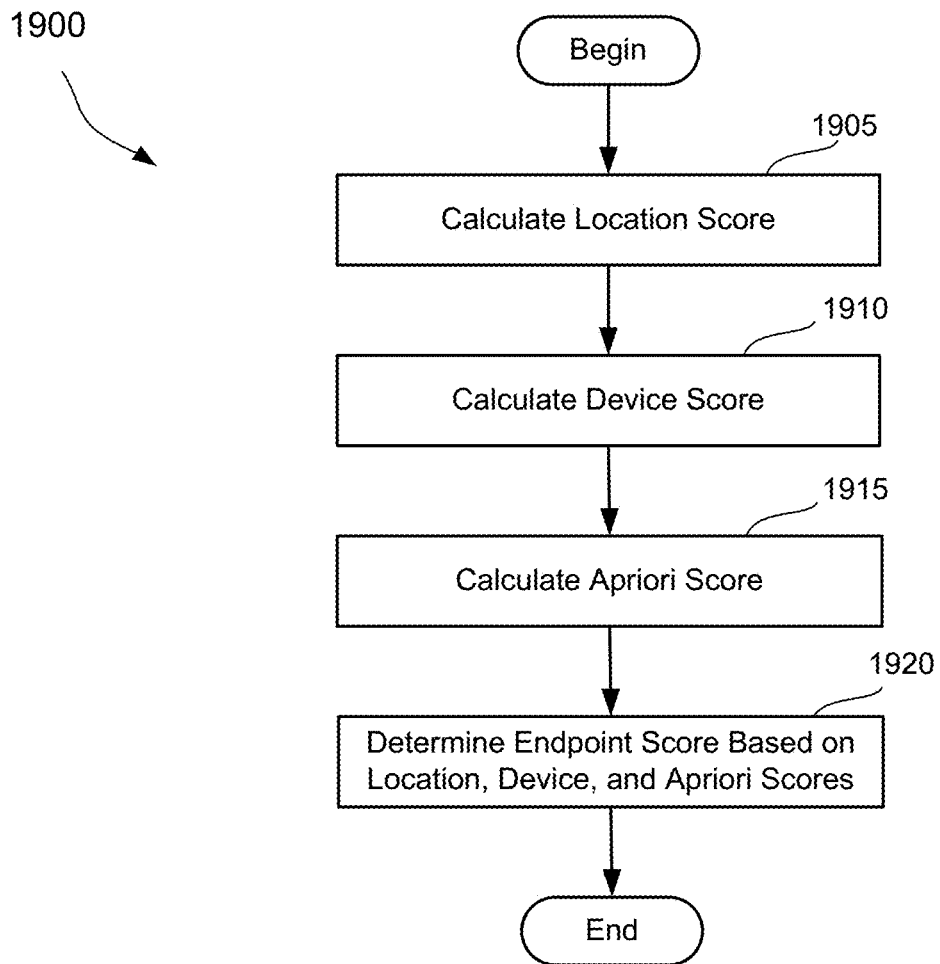 1900
Begin
1905
Calculate Location Score
1910
Calculate Device Score
1915
Calculate Apriori Score
1920
Determine Endpoint Score Based on
Location, Device, and Apriori Scores
End